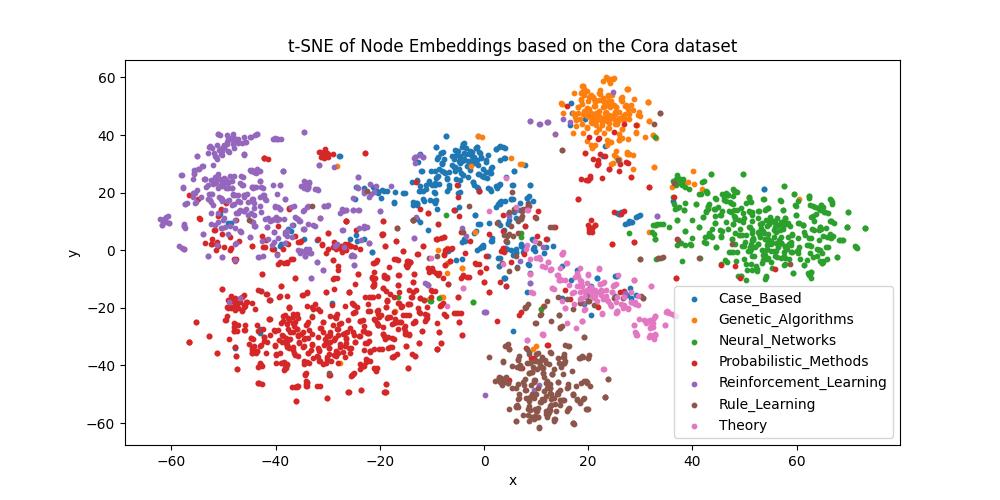 t-SNE of Node Embeddings based on the Cora dataset
60
40
20
0
−20
−40
−60
y
−60
−40
−20
0
20
40
60
x
Case_Based
Genetic_Algorithms
Neural_Networks
Probabilistic_Methods
Reinforcement_Learning
Rule_Learning
Theory